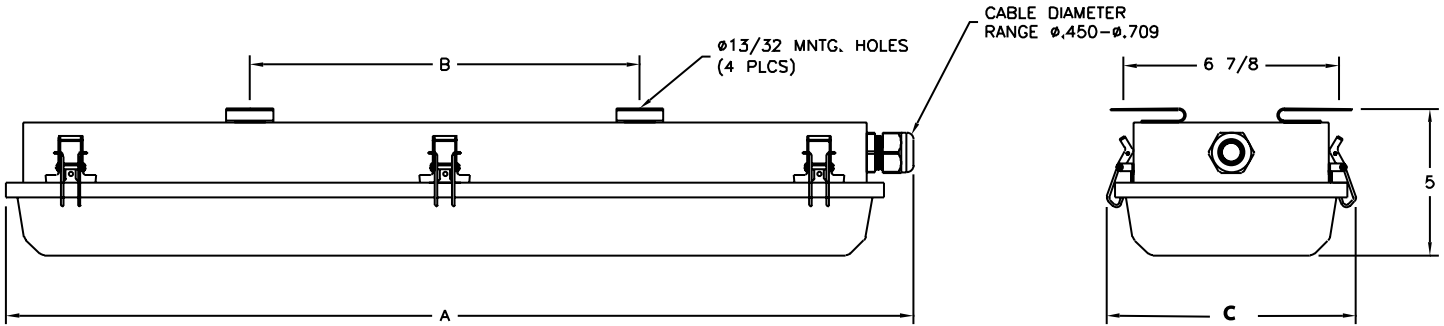 CABLE DIAMETER
RANGE ø.450-ø.709
ø13/32 MNTG. HOLES
(4 PLCS)
B
6 7/8
5
A
C